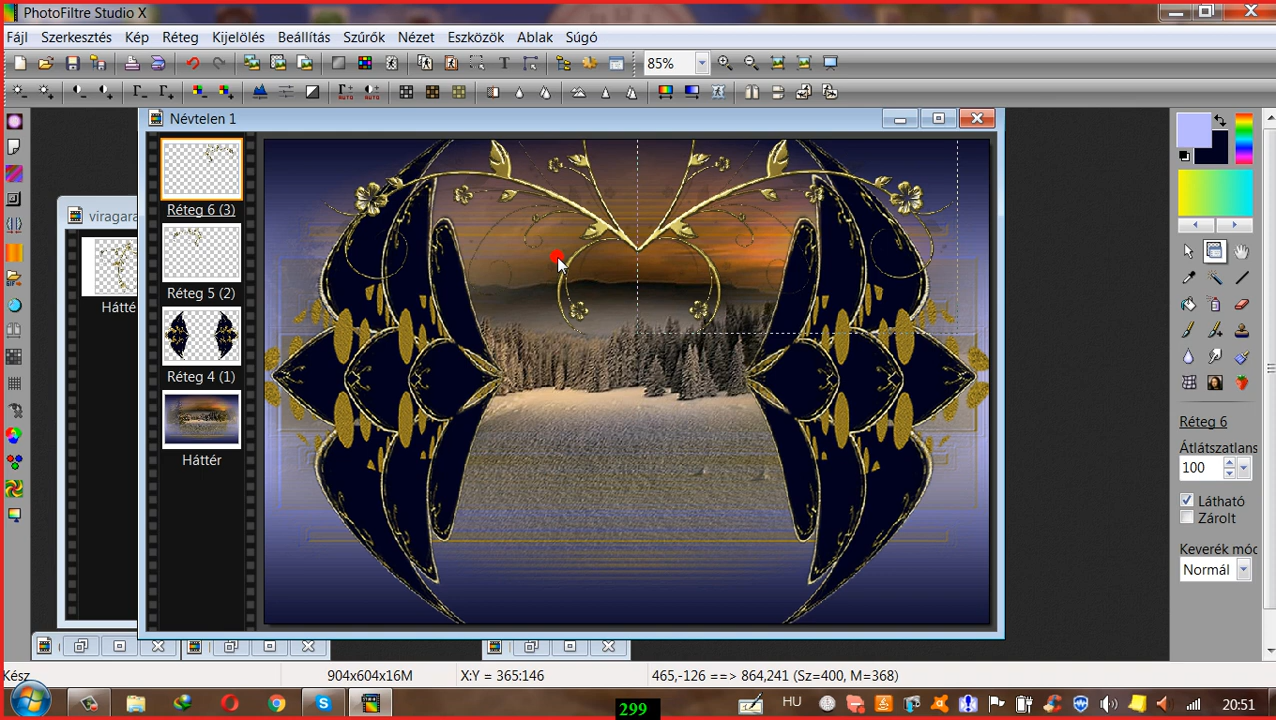 PhotoFiltre Studio X
Fájl Szerkesztés Kép Réteg Kijelölés Beállítás Szűrők Nézet Eszközök Ablak Súgó
85%
AUTO AUTO
Névtelen 1
viragara
Réteg 6 (3)
Réteg 5 (2)
Hátté
Réteg 4 (1)
Háttér
Réteg 6
Átlátszatlans
100
Látható
Zárolt
Keverék móc
Normál
Kész 904x604x16M X:Y = 365:146 465,-126 ==> 864,241 (Sz=400, M=368)
299
HU
20:51